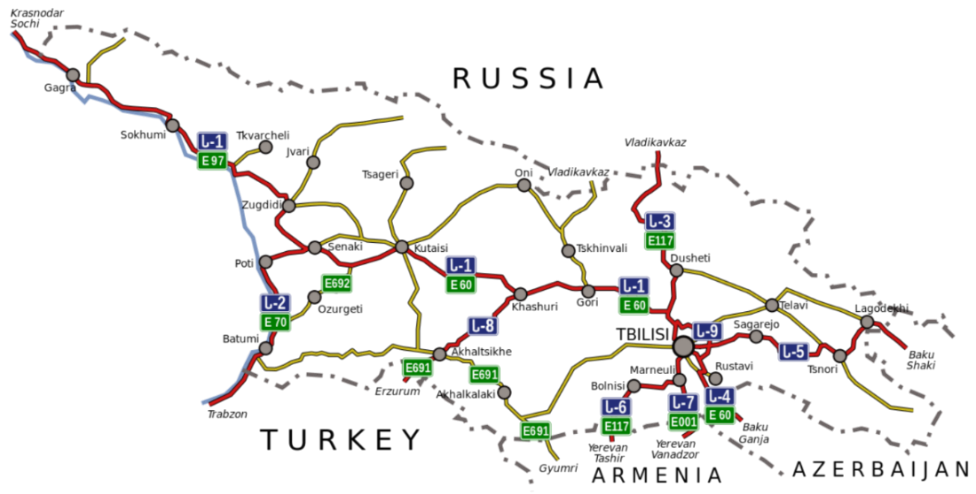 Krasnodar
Sochi
RUSSIA
Gagra
Sokhumi
Ⴑ-1
E 97
Tkvarcheli
Jvari
Tsageri
Oni
Vladikavkaz
Vladikavkaz
Zugdidi
Ⴑ-3
E117
Poti
Senaki
Kutaisi
Tskhinvali
Dusheti
Ⴑ-1
E 60
E692
Ozurgeti
Ⴑ-2
E 70
Khashuri
Gori
Ⴑ-1
E 60
Telavi
Lagodekhi
Batumi
Ⴑ-8
TBILISI
Ⴑ-9
Sagarejo
Ⴑ-5
Akhaltsikhe
E691
E691
Tsnori
Baku
Shaki
Erzurum
Akhalkalaki
Bolnisi
Marneuli
Rustavi
Trabzon
Ⴑ-6
E117
Ⴑ-7
E001
Ⴑ-4
E 60
E691
Baku
Ganja
TURKEY
Yerevan
Tashir
Yerevan
Vanadzor
Gyumri
ARMENIA
AZERBAIJAN